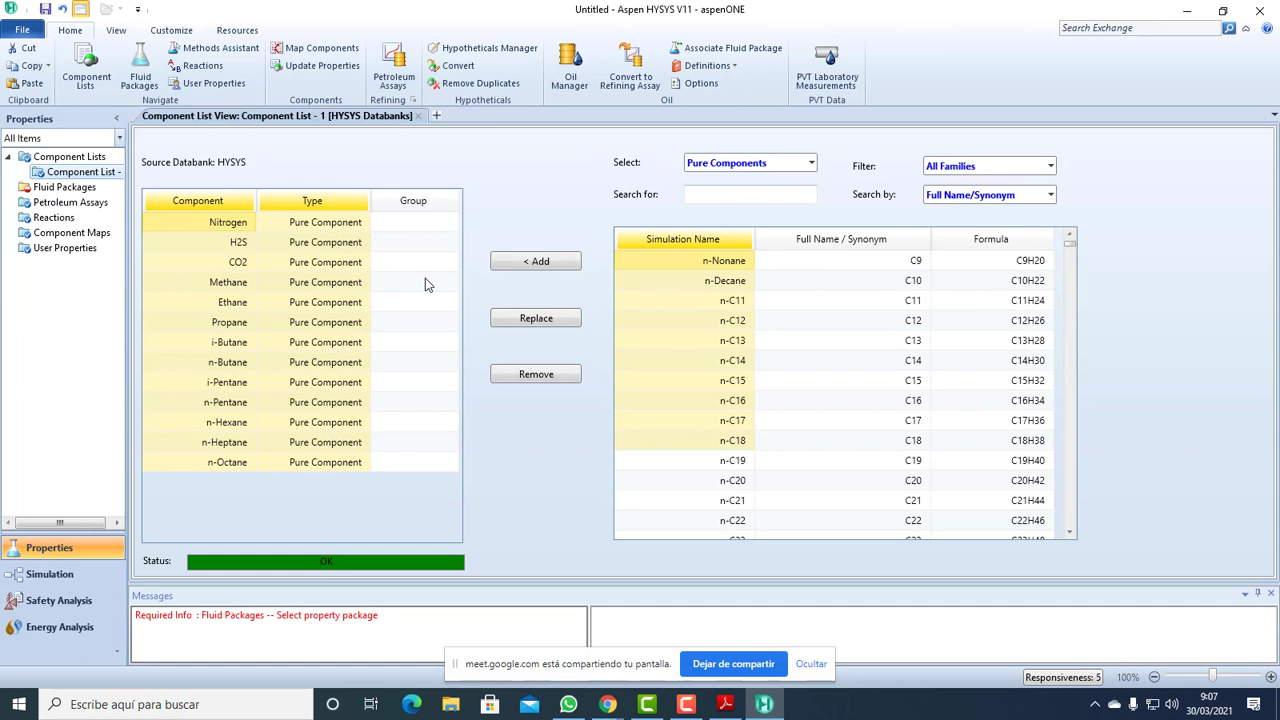 Untitled - Aspen HYSYS V11 - aspenONE
File
Home
View
Customize
Resources
Search Exchange
Cut
Copy
Paste
Clipboard
Component Lists
Fluid Packages
Methods Assistant
Reactions
User Properties
Navigate
Map Components
Update Properties
Components
Petroleum Assays
Refining
Hypotheticals Manager
Convert
Remove Duplicates
Hypotheticals
Oil Manager
Convert to Refining Assay
Associate Fluid Package
Definitions
Options
Oil
PVT Laboratory Measurements
PVT Data
Properties
All Items
Component Lists
Component List -
Fluid Packages
Petroleum Assays
Reactions
Component Maps
User Properties
Properties
Simulation
Safety Analysis
Energy Analysis
Component List View: Component List - 1 [HYSYS Databanks]
Source Databank: HYSYS
Component Type Group
Nitrogen Pure Component
H2S Pure Component
CO2 Pure Component
Methane Pure Component
Ethane Pure Component
Propane Pure Component
i-Butane Pure Component
n-Butane Pure Component
i-Pentane Pure Component
n-Pentane Pure Component
n-Hexane Pure Component
n-Heptane Pure Component
n-Octane Pure Component
Status: OK
< Add
Replace
Remove
Select: Pure Components Filter: All Families
Search for: Search by: Full Name/Synonym
Simulation Name Full Name / Synonym Formula
n-Nonane C9 C9H20
n-Decane C10 C10H22
n-C11 C11 C11H24
n-C12 C12 C12H26
n-C13 C13 C13H28
n-C14 C14 C14H30
n-C15 C15 C15H32
n-C16 C16 C16H34
n-C17 C17 C17H36
n-C18 C18 C18H38
n-C19 C19 C19H40
n-C20 C20 C20H42
n-C21 C21 C21H44
n-C22 C22 C22H46
Messages
Required Info : Fluid Packages -- Select property package
meet.google.com está compartiendo tu pantalla.
Dejar de compartir
Ocultar
Responsiveness: 5 100%
Escribe aquí para buscar
9:07
30/03/2021